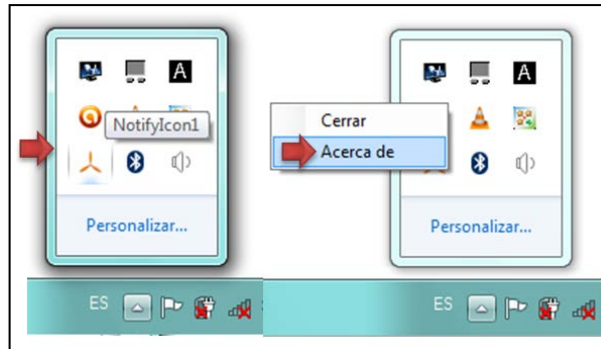 A
NotifyIcon1
Personalizar...
ES
A
Cerrar
Acerca de
Personalizar...
ES